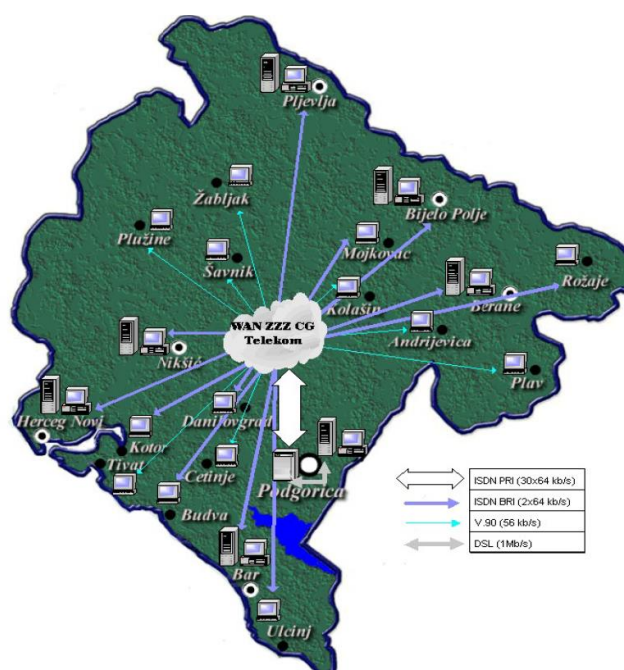 Pljevlja
Žabljak
Bijelo Polje
Plužine
Mojkovac
Šavnik
Rožaje
Kolašin
Berane
WAN ZZZ CG
Telekom
Andrijevica
Nikšić
Plav
Herceg Novi
Danilovgrad
Kotor
Tivat
Cetinje
Podgorica
Budva
Bar
Ulcinj
ISDN PRI (30x64 kb/s)
ISDN BRI (2x64 kb/s)
V.90 (56 kb/s)
DSL (1Mb/s)